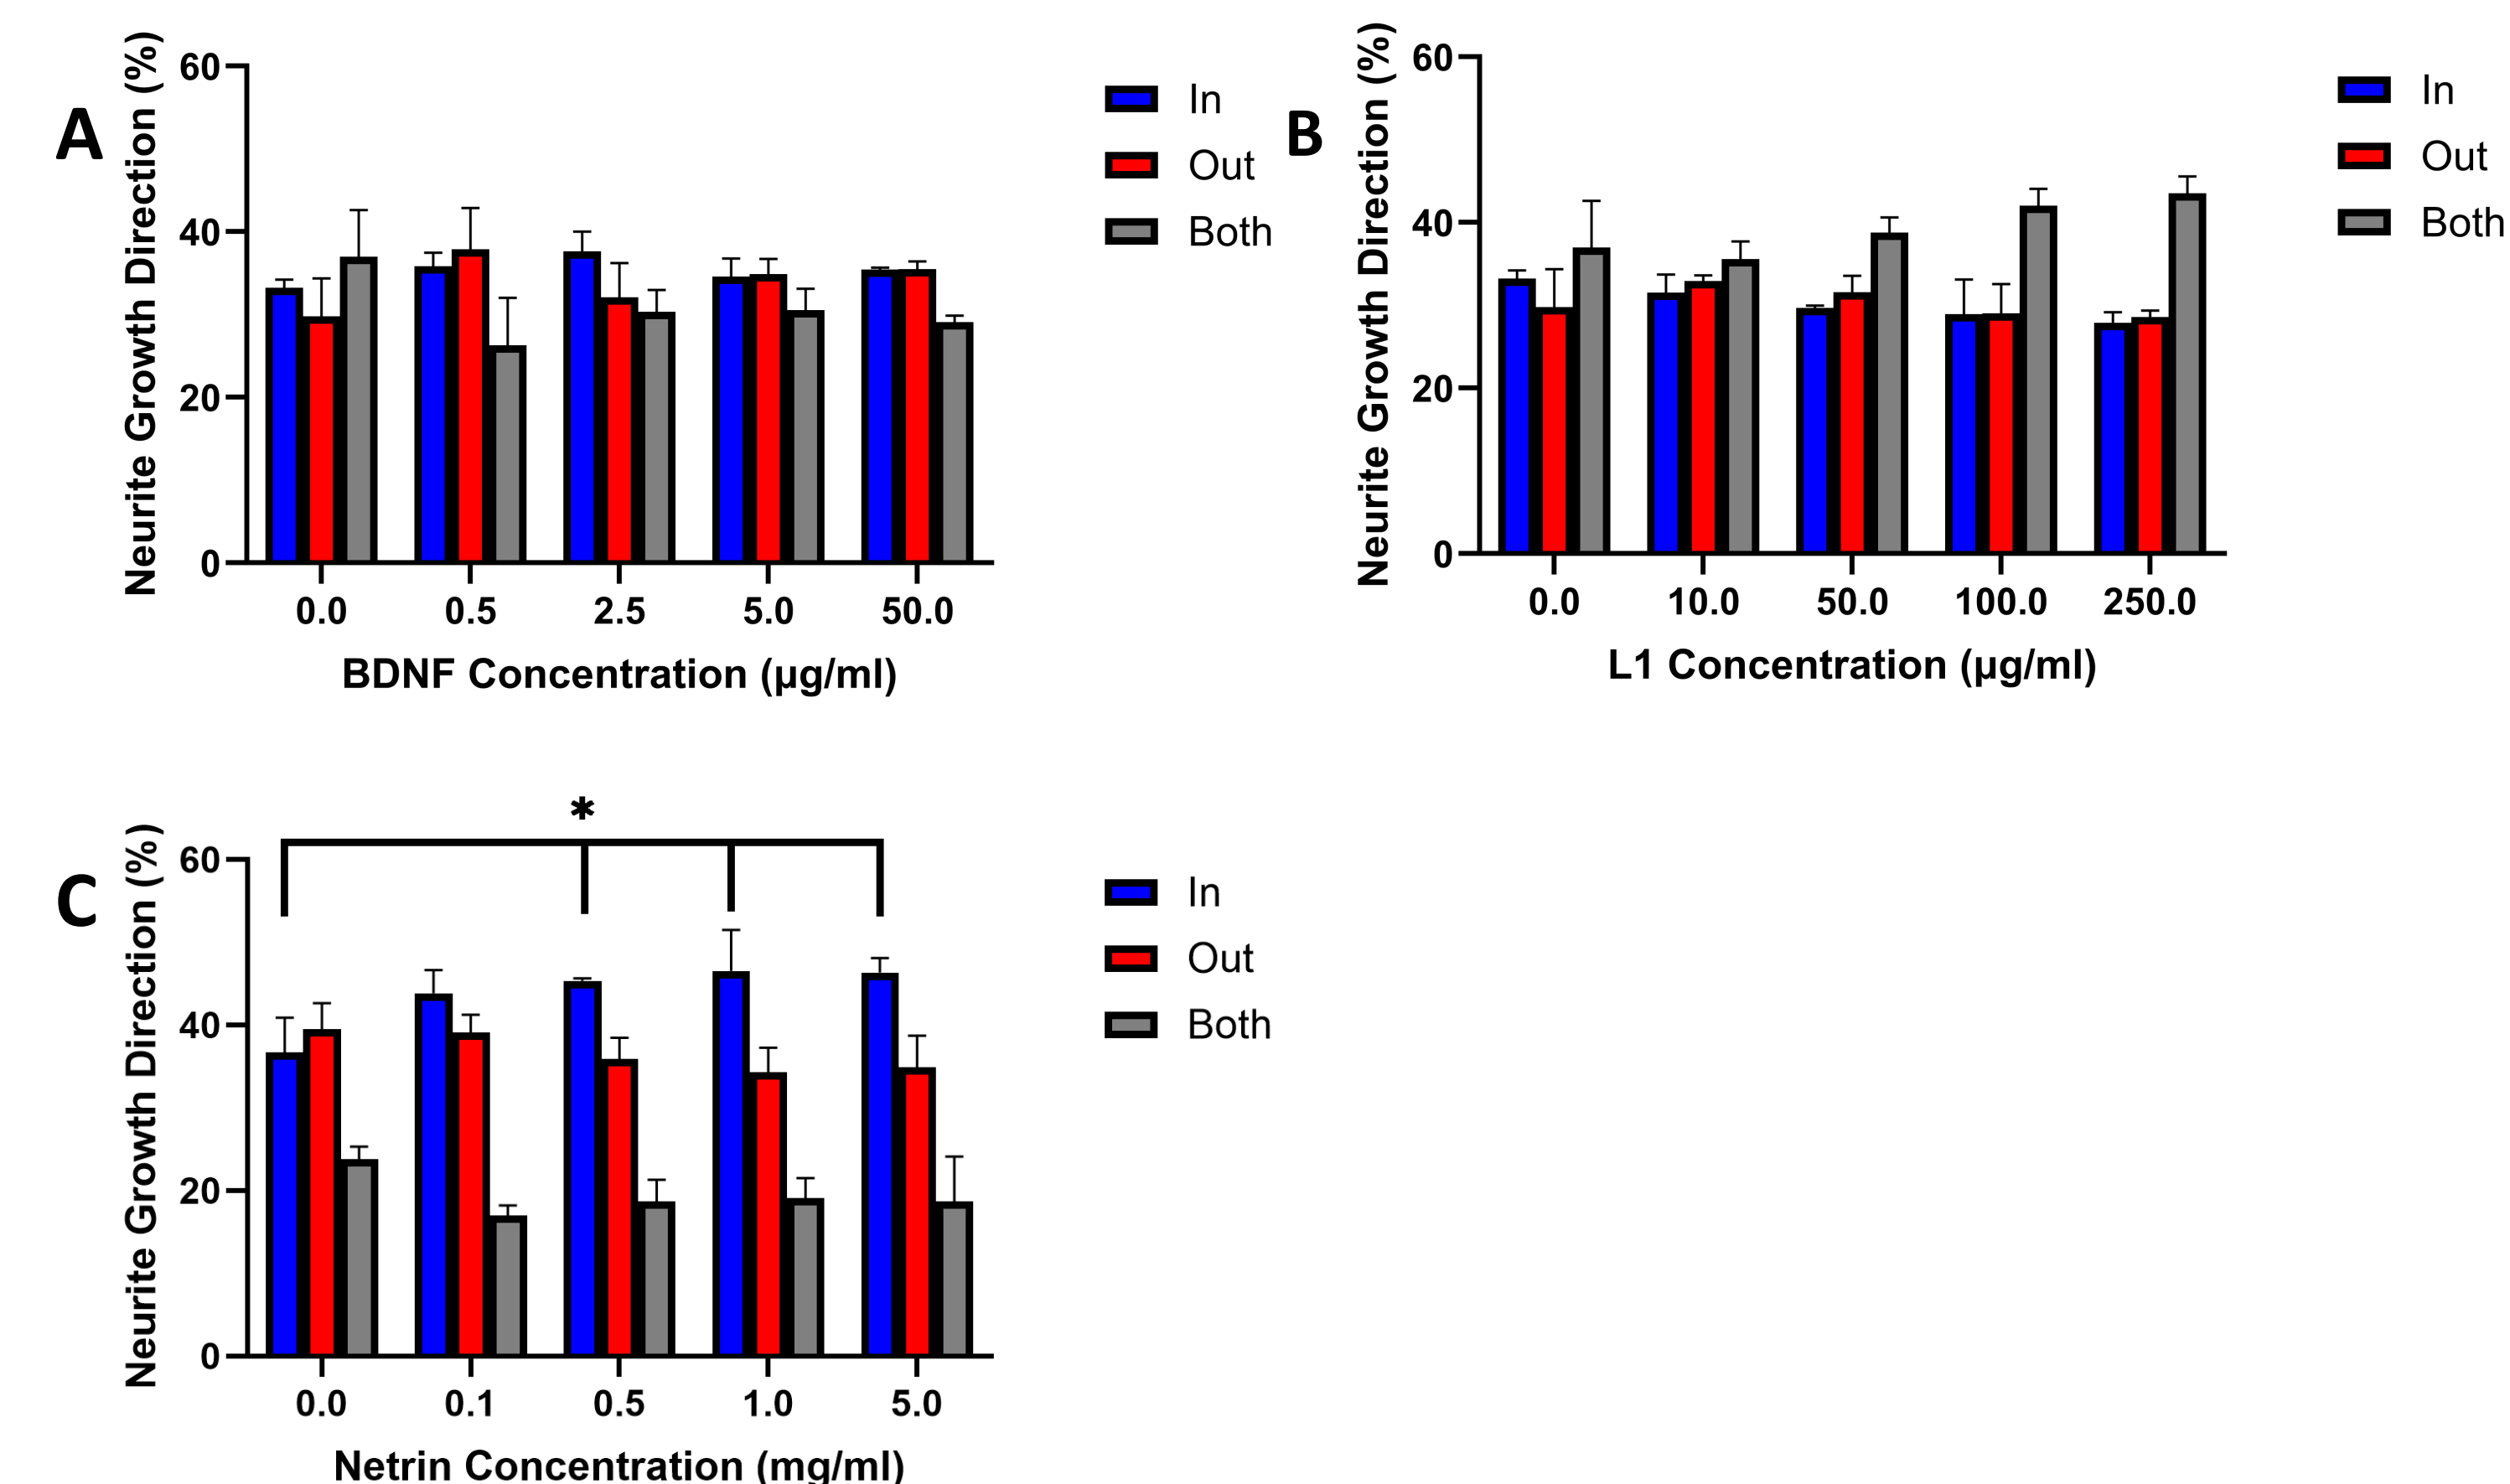 A
Neurite Growth Direction (%)
60
40
20
0
0.0 0.5 2.5 5.0 50.0
BDNF Concentration (µg/ml)
In
Out
Both
B
Neurite Growth Direction (%)
60
40
20
0
0.0 10.0 50.0 100.0 250.0
L1 Concentration (µg/ml)
In
Out
Both
C
Neurite Growth Direction (%)
*
60
40
20
0
0.0 0.1 0.5 1.0 5.0
Netrin Concentration (mg/ml)
In
Out
Both